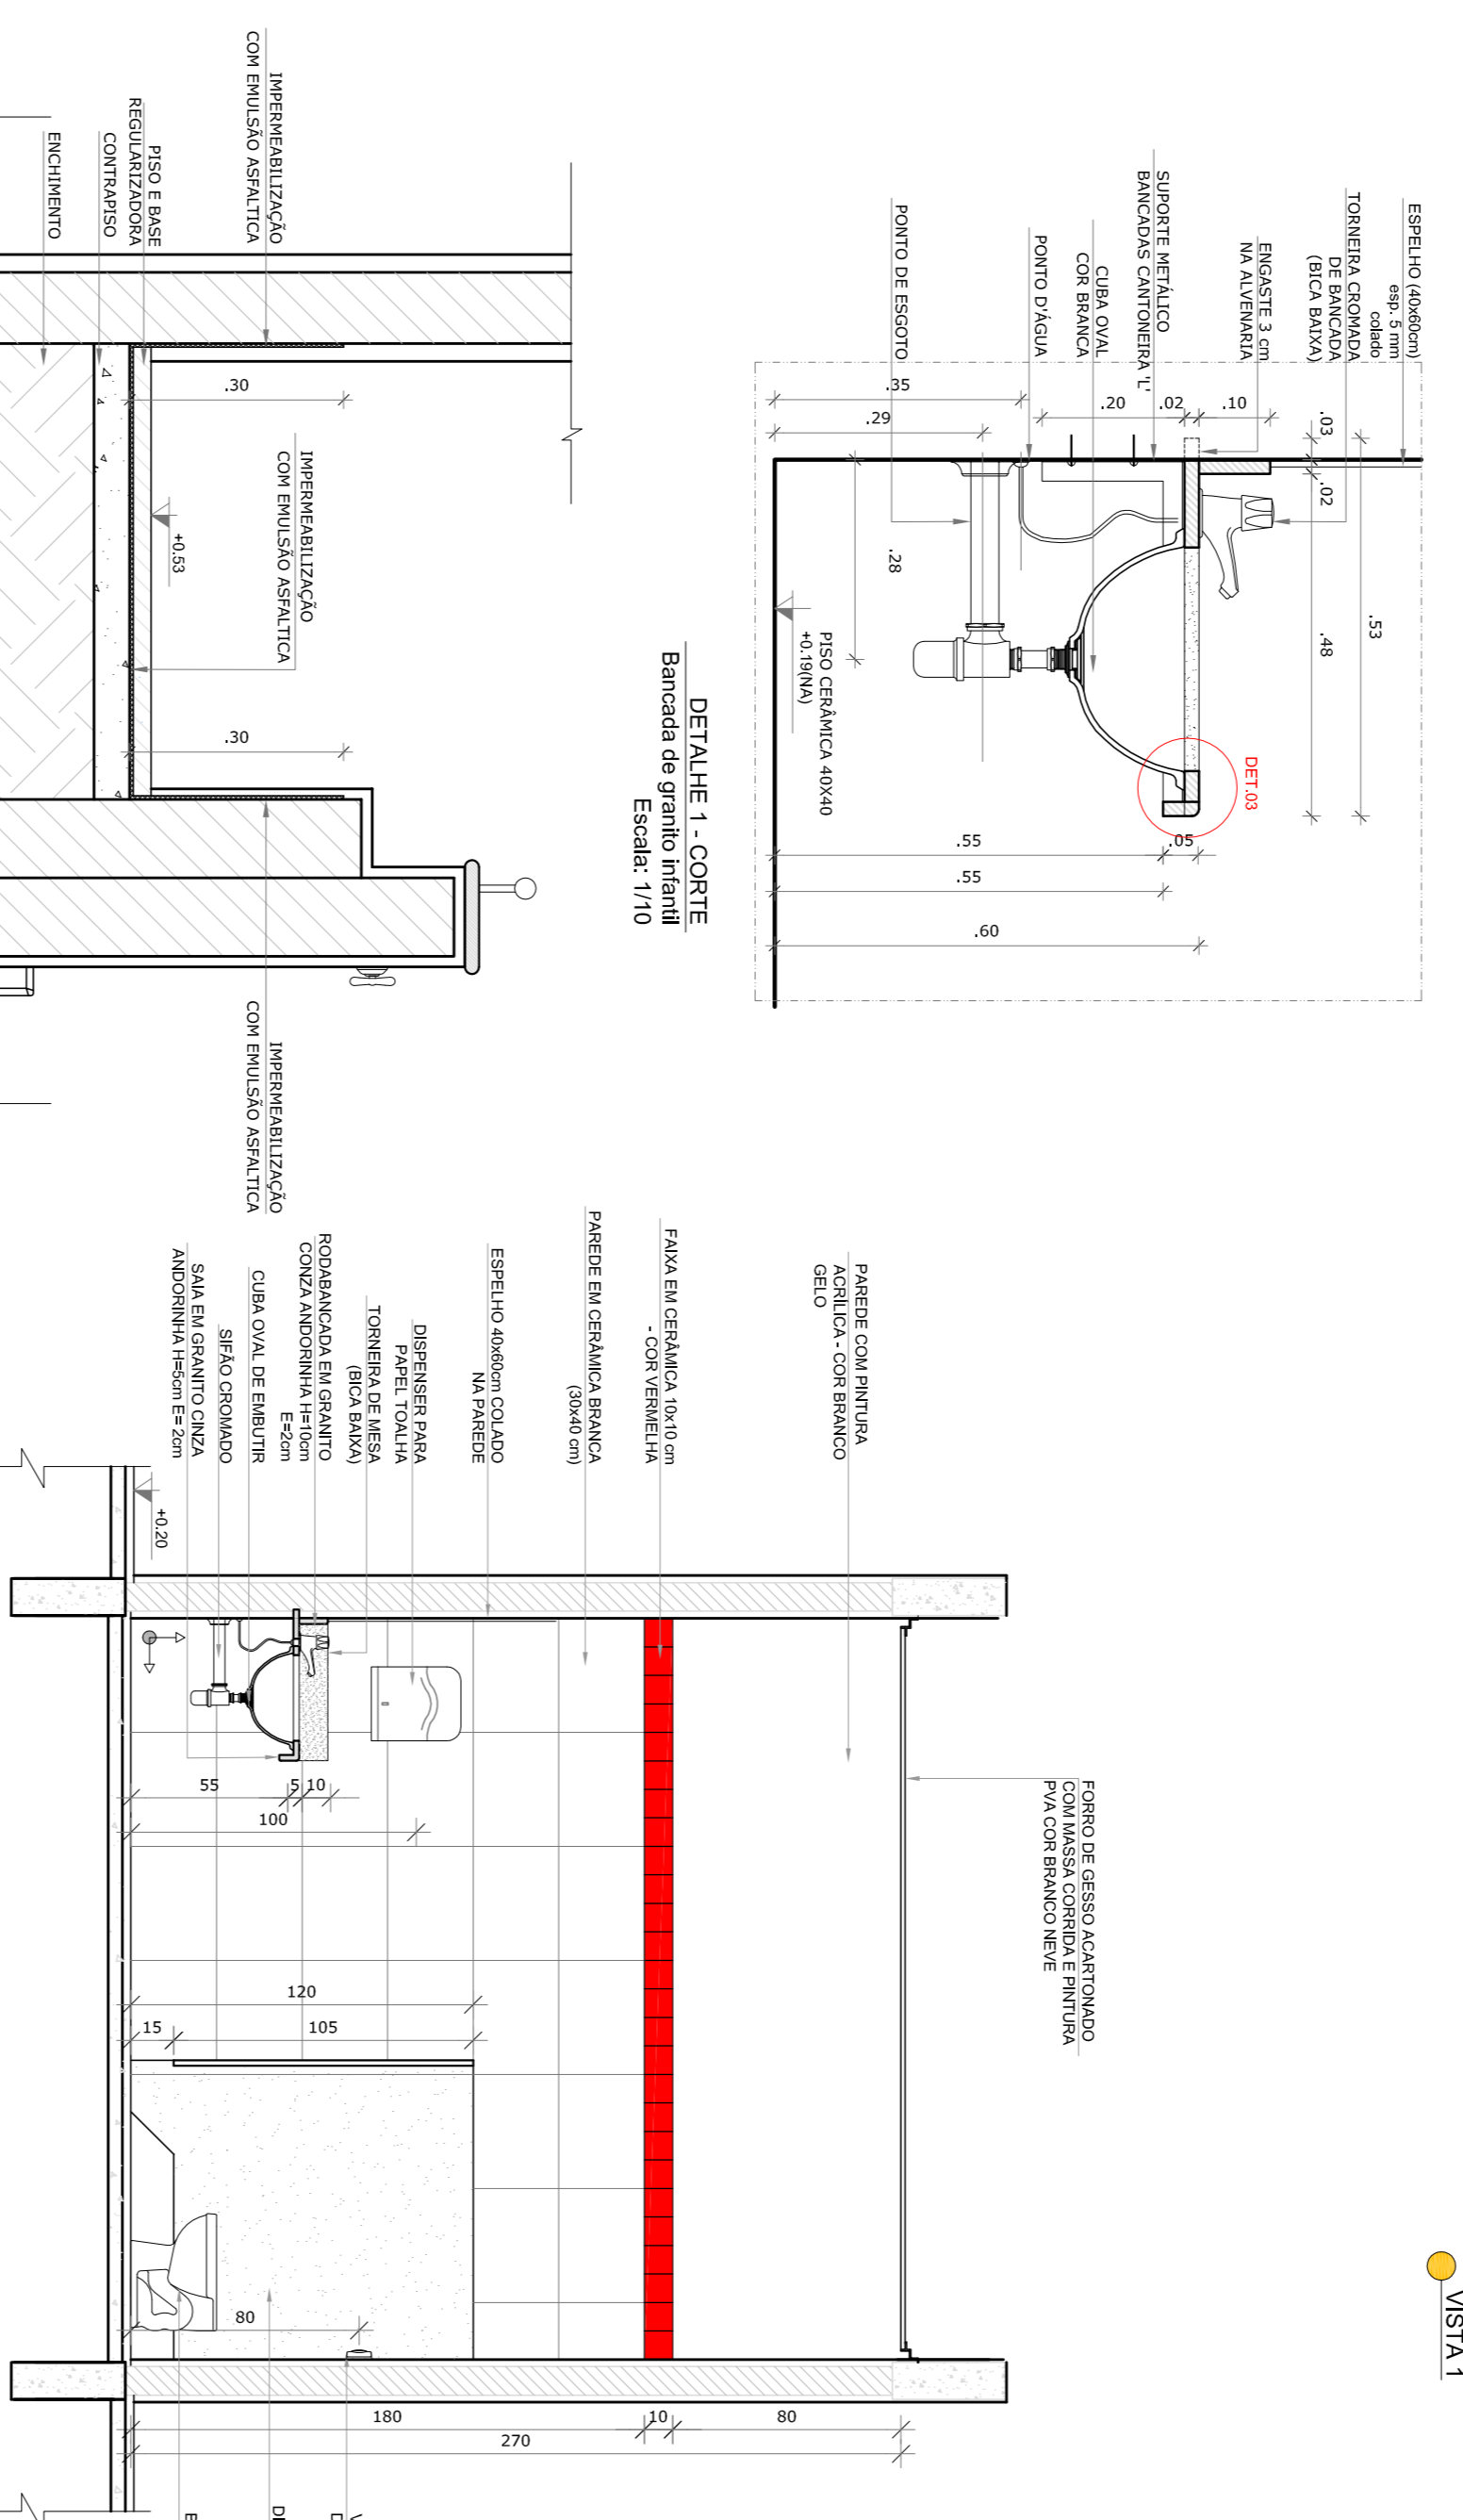 ESPELHO (40x60cm)
esp. 5 mm
colado
TORNEIRA CROMADA
DE BANCADA
(BICA BAIXA)
ENGASTE 3 cm
NA ALVENARIA
SUPORTE METÁLICO
BANCADAS CANTONEIRA 'L'
CUBA OVAL
COR BRANCA
PONTO D'ÁGUA
PONTO DE ESGOTO
.03
.53
.02
.48
.10
.02
.20
.35
.29
.28
DET.03
.05
.55
.55
.60
PISO CERÂMICA 40X40
+0.19(NA)
DETALHE 1 - CORTE
Bancada de granito infantil
Escala: 1/10
IMPERMEABILIZAÇÃO
COM EMULSÃO ASFALTICA
PISO E BASE
REGULARIZADORA
CONTRAPISO
ENCHIMENTO
.30
IMPERMEABILIZAÇÃO
COM EMULSÃO ASFALTICA
+0.53
.30
IMPERMEABILIZAÇÃO
COM EMULSÃO ASFALTICA
VISTA 1
FORRO DE GESSO ACARTONADO
COM MASSA CORRIDA E PINTURA
PVA COR BRANCO NEVE
PAREDE COM PINTURA
ACRÍLICA - COR BRANCO
GELO
FAIXA EM CERÂMICA 10x10 cm
- COR VERMELHA
PAREDE EM CERÂMICA BRANCA
(30x40 cm)
ESPELHO 40x60cm COLADO
NA PAREDE
DISPENSER PARA
PAPEL TOALHA
TORNEIRA DE MESA
(BICA BAIXA)
RODABANCADA EM GRANITO
CONZA ANDORINHA H=10cm
E=2cm
CUBA OVAL DE EMBUTIR
SIFÃO CROMADO
SAIA EM GRANITO CINZA
ANDORINHA H=5cm E= 2cm
+0.20
55
5
10
100
120
15
105
80
180
10
80
270